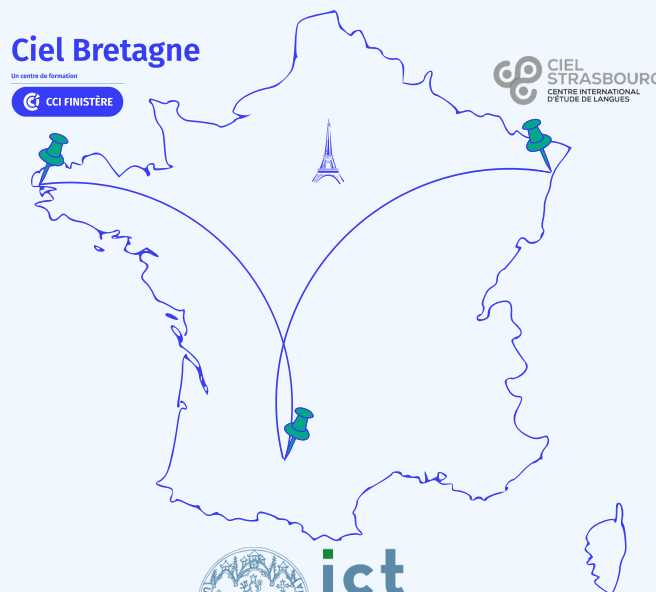 Ciel Bretagne
Un centre de formation
CCI FINISTÈRE
CIEL
STRASBOURG
CENTRE INTERNATIONAL
D'ÉTUDE DE LANGUES
ict